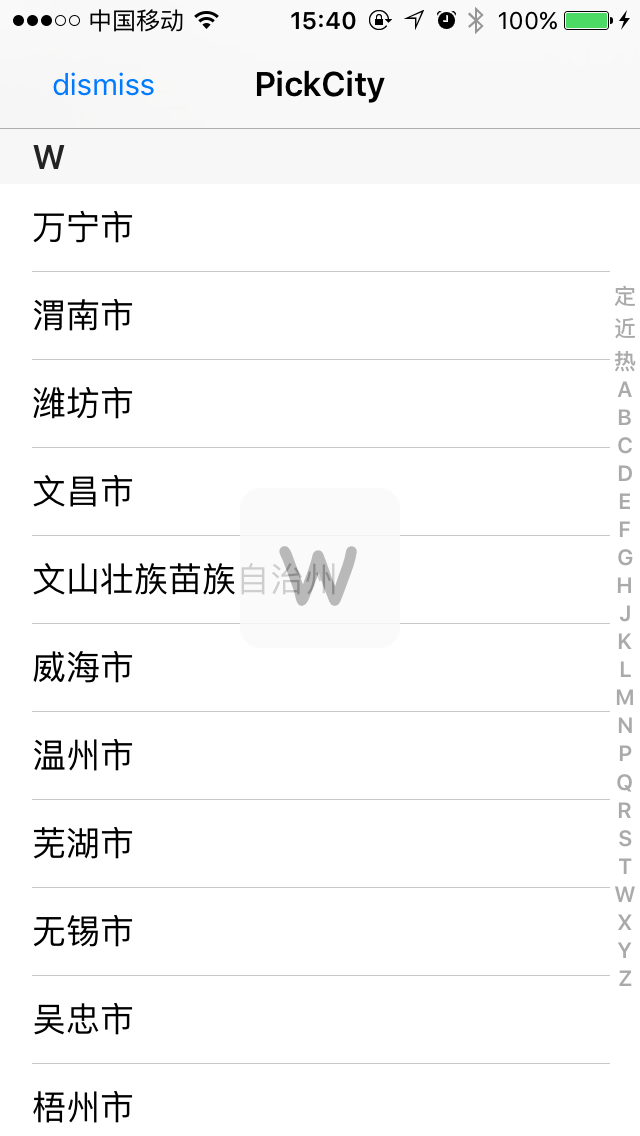 中国移动 15:40 100%
dismiss PickCity
W
万宁市
渭南市
潍坊市
文昌市
文山壮族苗族自治州
W
威海市
温州市
芜湖市
无锡市
吴忠市
梧州市
定
近
热
A
B
C
D
E
F
G
H
J
K
L
M
N
P
Q
R
S
T
W
X
Y
Z